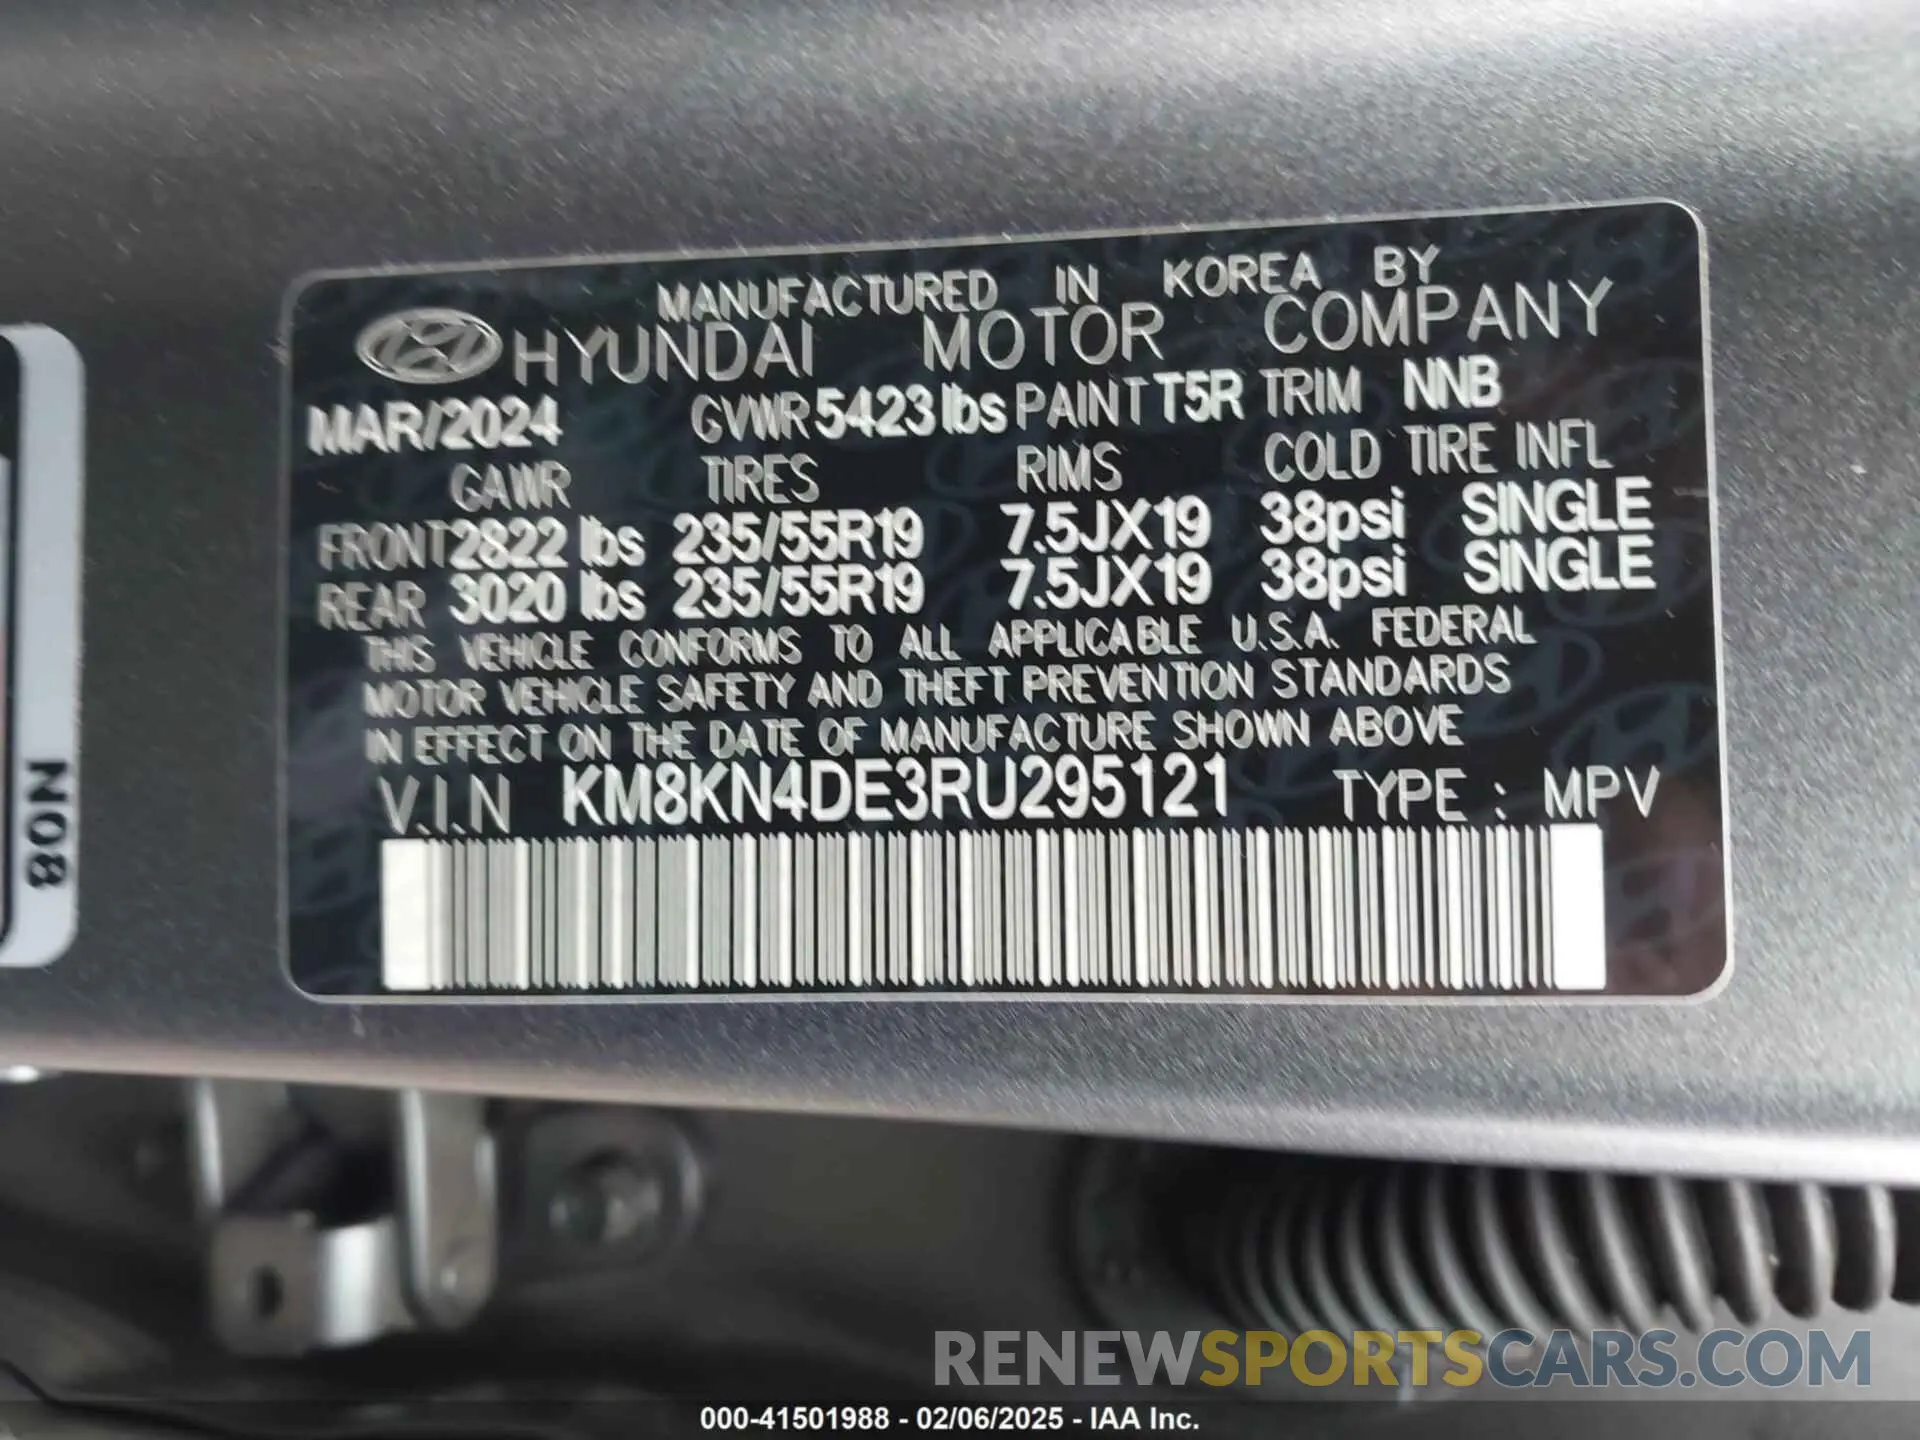 MANUFACTURED IN KOREA BY
HYUNDAI MOTOR COMPANY
MAR/2024 GVWR 5423 lbs PAINT T5R TRIM NNB
GAWR TIRES RIMS COLD TIRE INFL
FRONT 2822 lbs 235/55R19 7.5JX19 38psi SINGLE
REAR 3020 lbs 235/55R19 7.5JX19 38psi SINGLE
THIS VEHICLE CONFORMS TO ALL APPLICABLE U.S.A. FEDERAL
MOTOR VEHICLE SAFETY AND THEFT PREVENTION STANDARDS
IN EFFECT ON THE DATE OF MANUFACTURE SHOWN ABOVE
V.I.N KM8KN4DE3RU295121 TYPE : MPV
N08
RENEWSPORTSCARS.COM
000-41501988 - 02/06/2025 - IAA Inc.